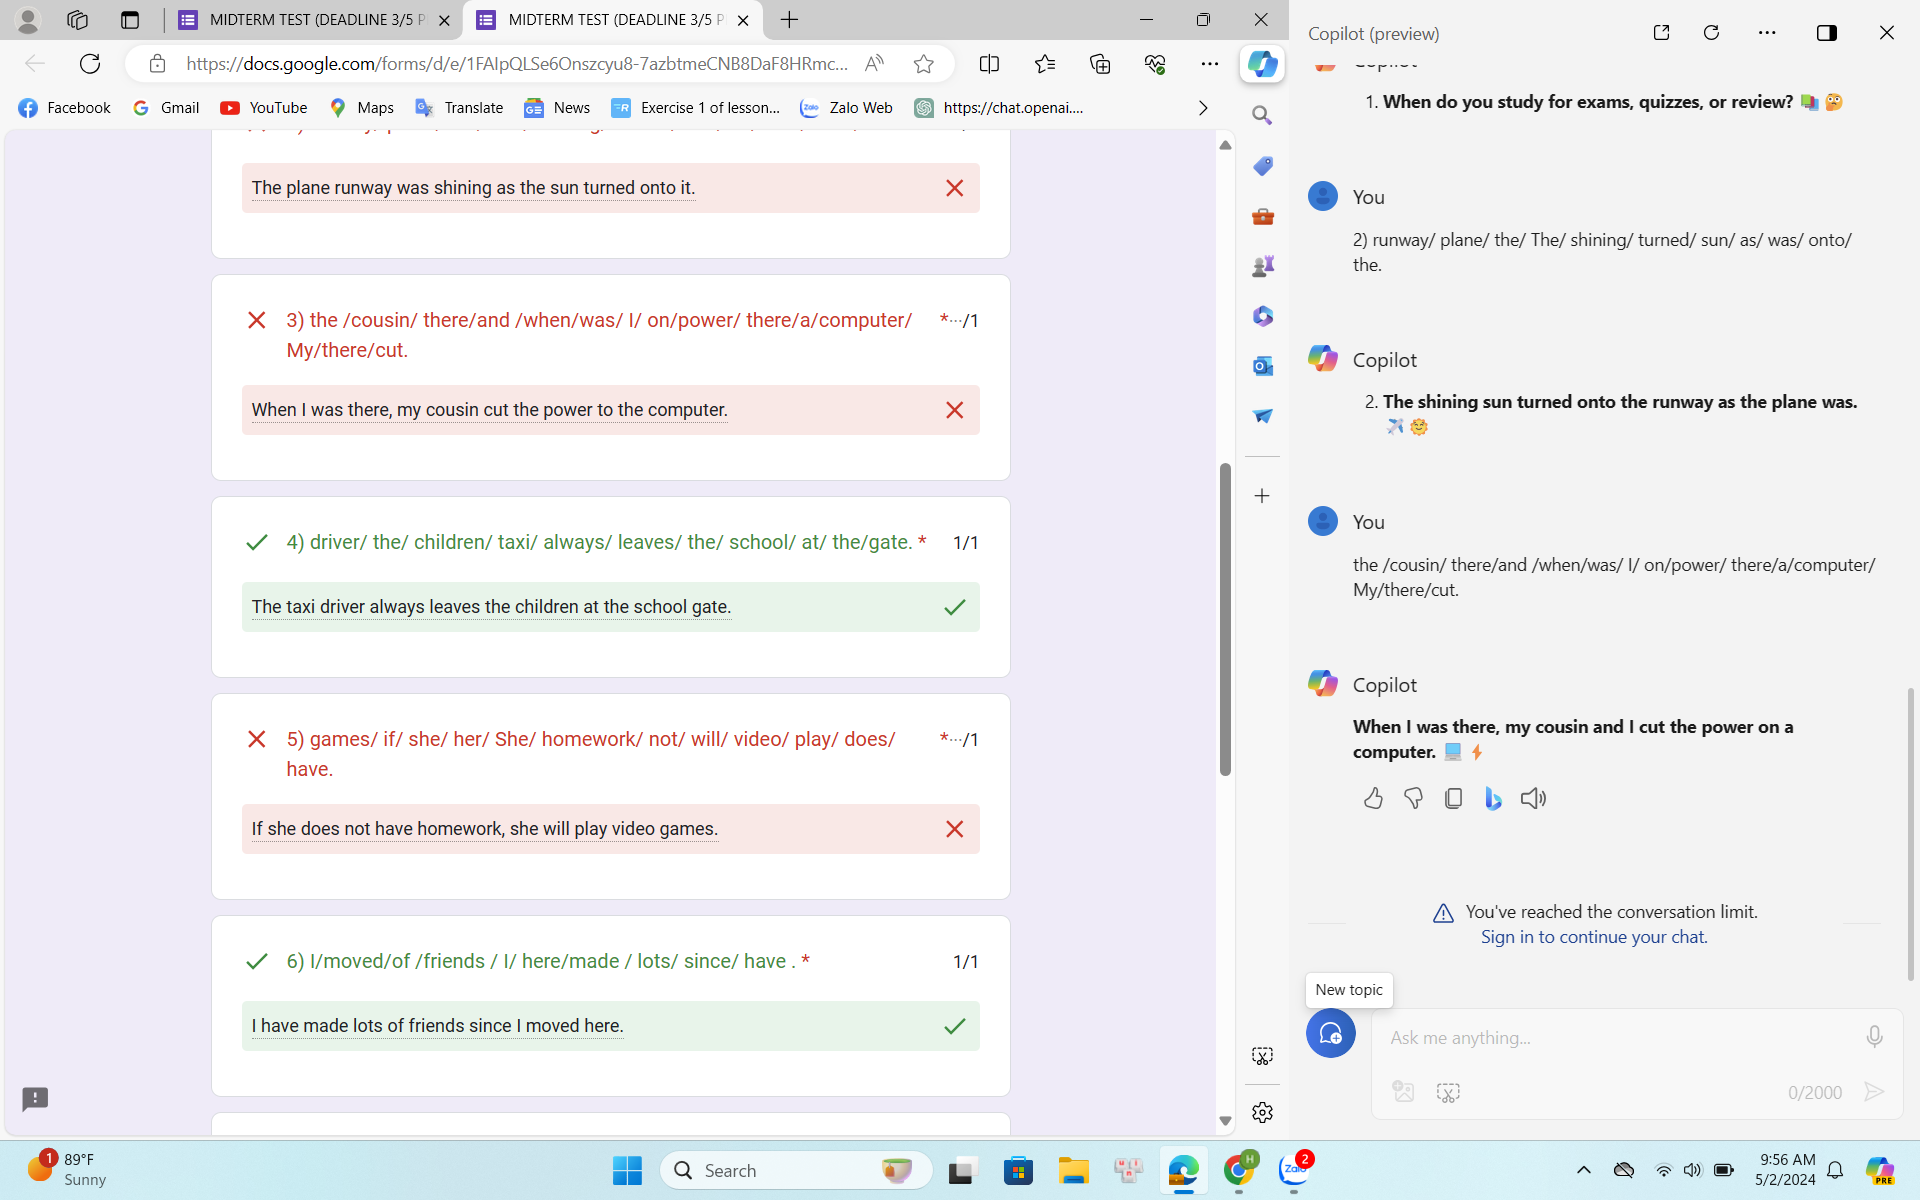 MIDTERM TEST (DEADLINE 3/5 P
MIDTERM TEST (DEADLINE 3/5 P
https://docs.google.com/forms/d/e/1FAIpQLSe6Onszcyu8-7azbtmeCNB8DaF8HRmc...
Facebook
Gmail
YouTube
Maps
Translate
News
Exercise 1 of lesson...
Zalo Web
https://chat.openai....
The plane runway was shining as the sun turned onto it.
3) the /cousin/ there/and /when/was/ I/ on/power/ there/a/computer/
My/there/cut.
*···/1
When I was there, my cousin cut the power to the computer.
4) driver/ the/ children/ taxi/ always/ leaves/ the/ school/ at/ the/gate. *
1/1
The taxi driver always leaves the children at the school gate.
5) games/ if/ she/ her/ She/ homework/ not/ will/ video/ play/ does/
have.
*···/1
If she does not have homework, she will play video games.
6) I/moved/of /friends / I/ here/made / lots/ since/ have . *
1/1
I have made lots of friends since I moved here.
Copilot (preview)
Copilot
1. When do you study for exams, quizzes, or review? 📚 🤔
You
2) runway/ plane/ the/ The/ shining/ turned/ sun/ as/ was/ onto/
the.
Copilot
2. The shining sun turned onto the runway as the plane was.
✈️ 🌞
You
the /cousin/ there/and /when/was/ I/ on/power/ there/a/computer/
My/there/cut.
Copilot
When I was there, my cousin and I cut the power on a
computer. 💻 ⚡
You've reached the conversation limit.
Sign in to continue your chat.
New topic
Ask me anything...
0/2000
1
89°F
Sunny
Search
H
Zalo
2
9:56 AM
5/2/2024
PRE